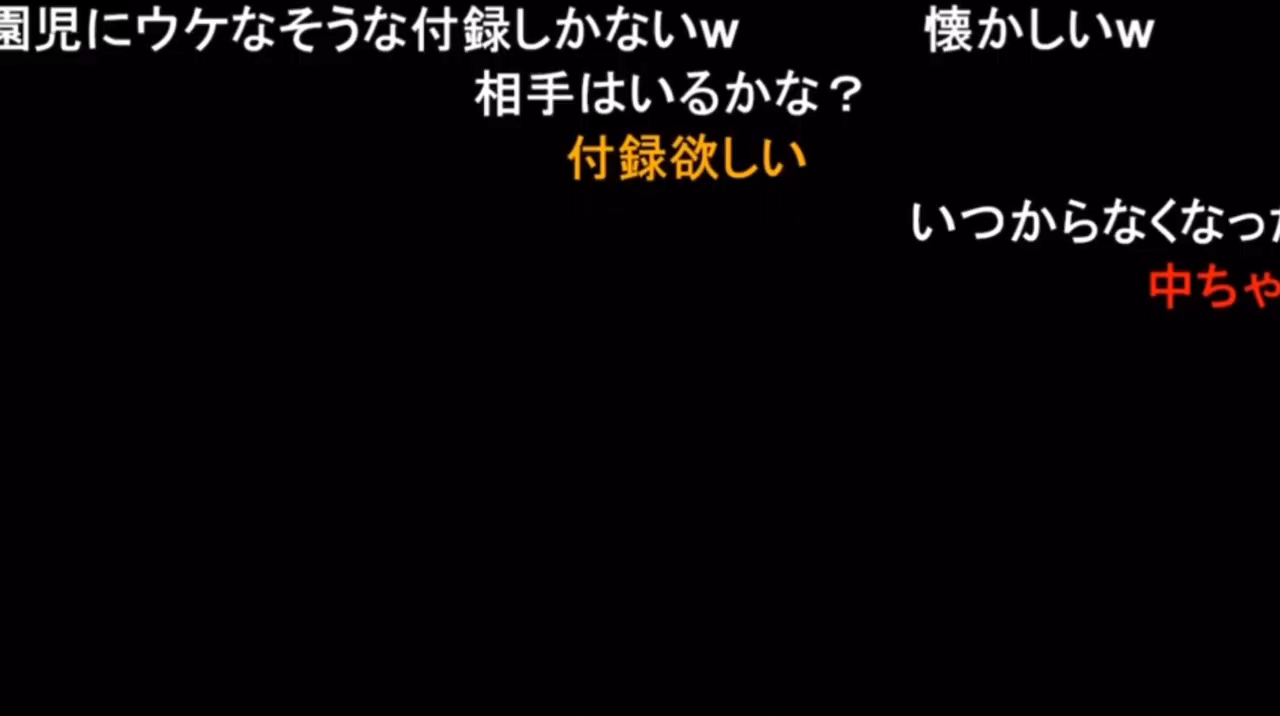 園児にウケなそうな付録しかないw
懐かしいw
相手はいるかな？
付録欲しい
いつからなくなった
中ちゃ